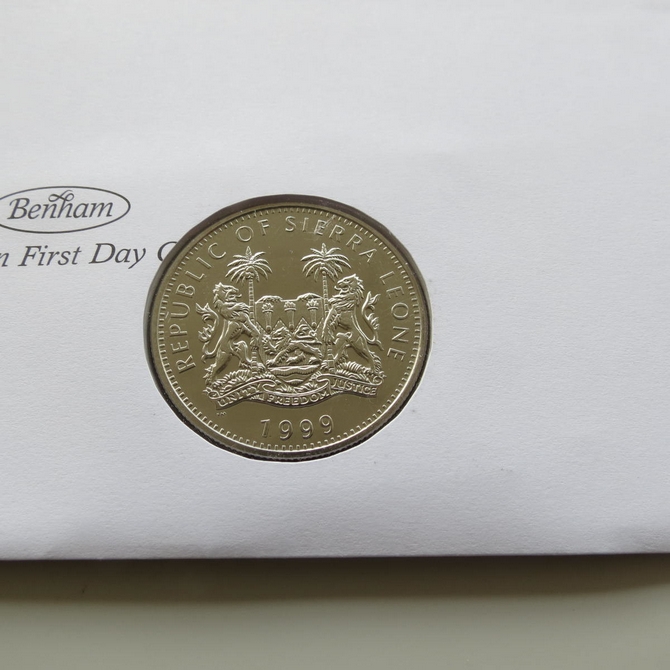 Benham
n First Day C
REPUBLIC OF SIERRA LEONE
UNITY FREEDOM JUSTICE
1999